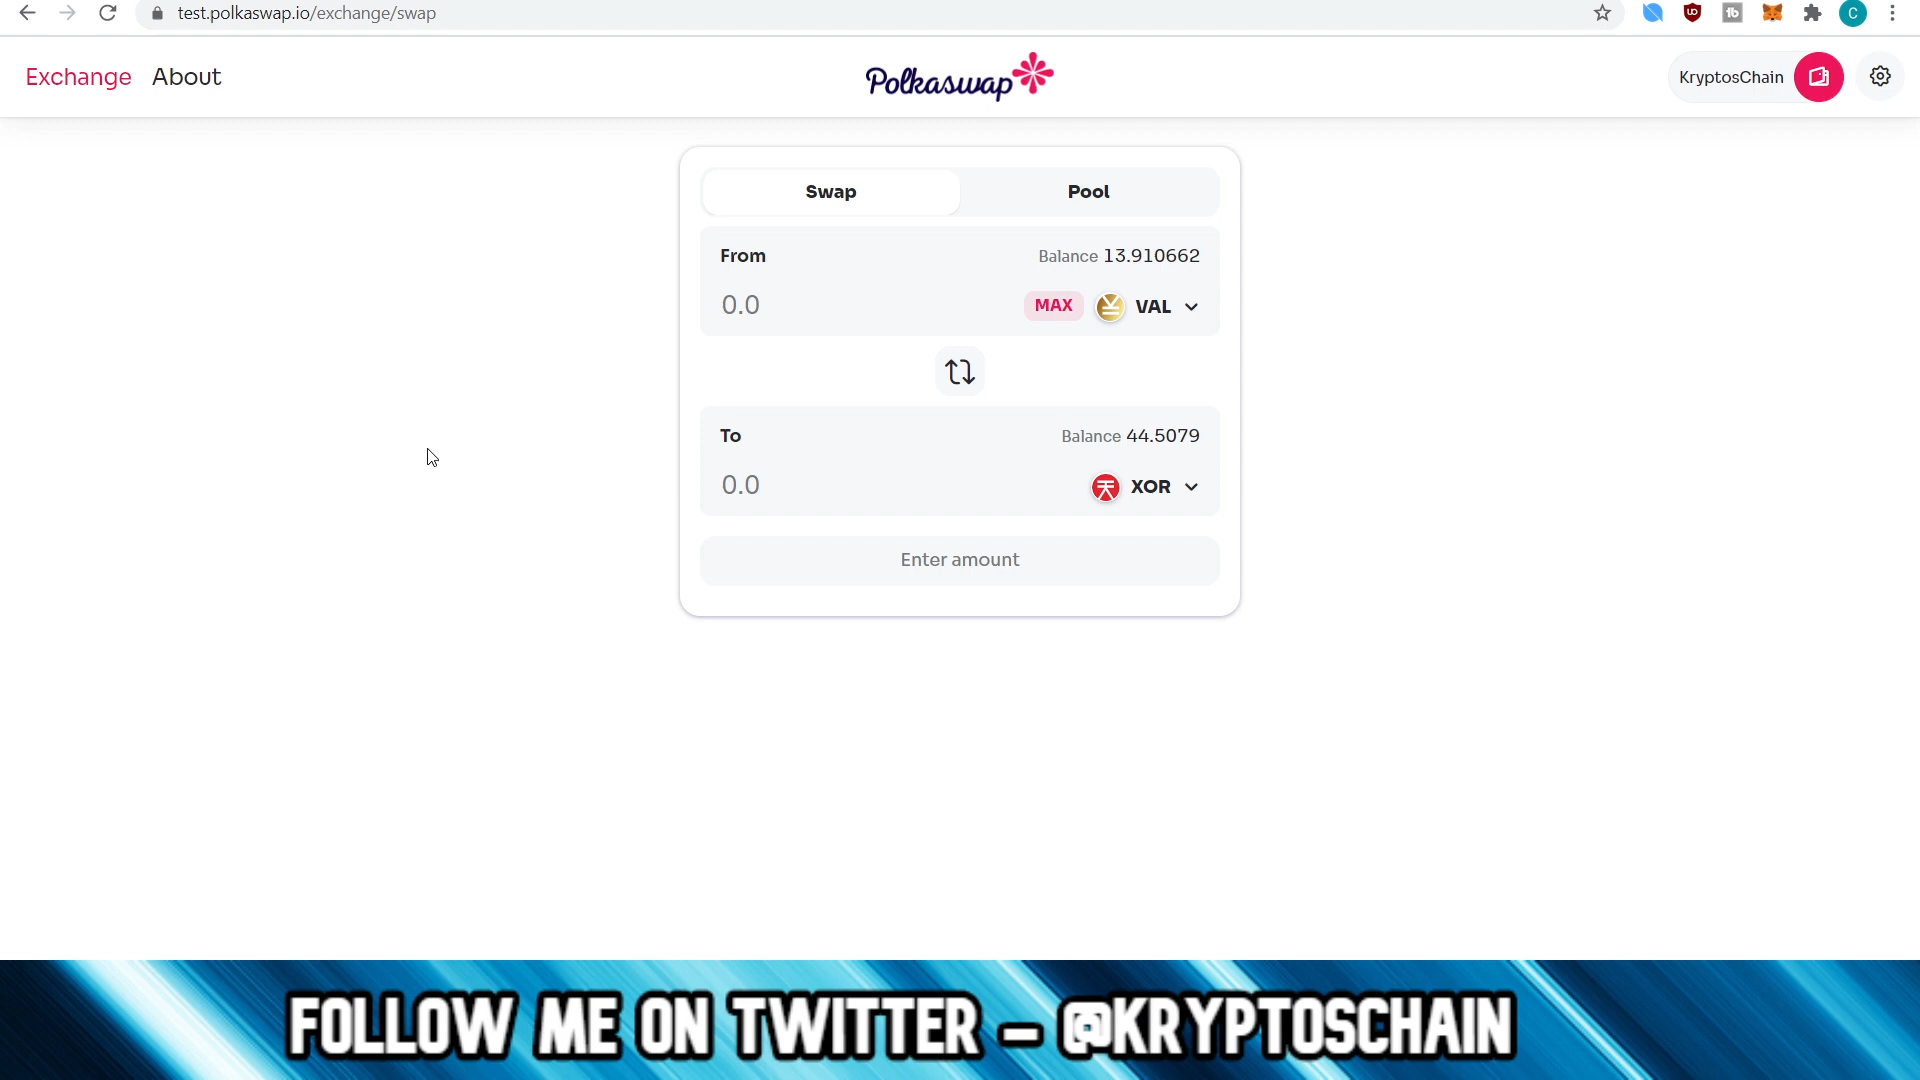 test.polkaswap.io/exchange/swap
Exchange About
Polkaswap
KryptosChain
Swap Pool
From Balance 13.910662
0.0 MAX VAL
To Balance 44.5079
0.0 XOR
Enter amount
FOLLOW ME ON TWITTER – @KRYPTOSCHAIN